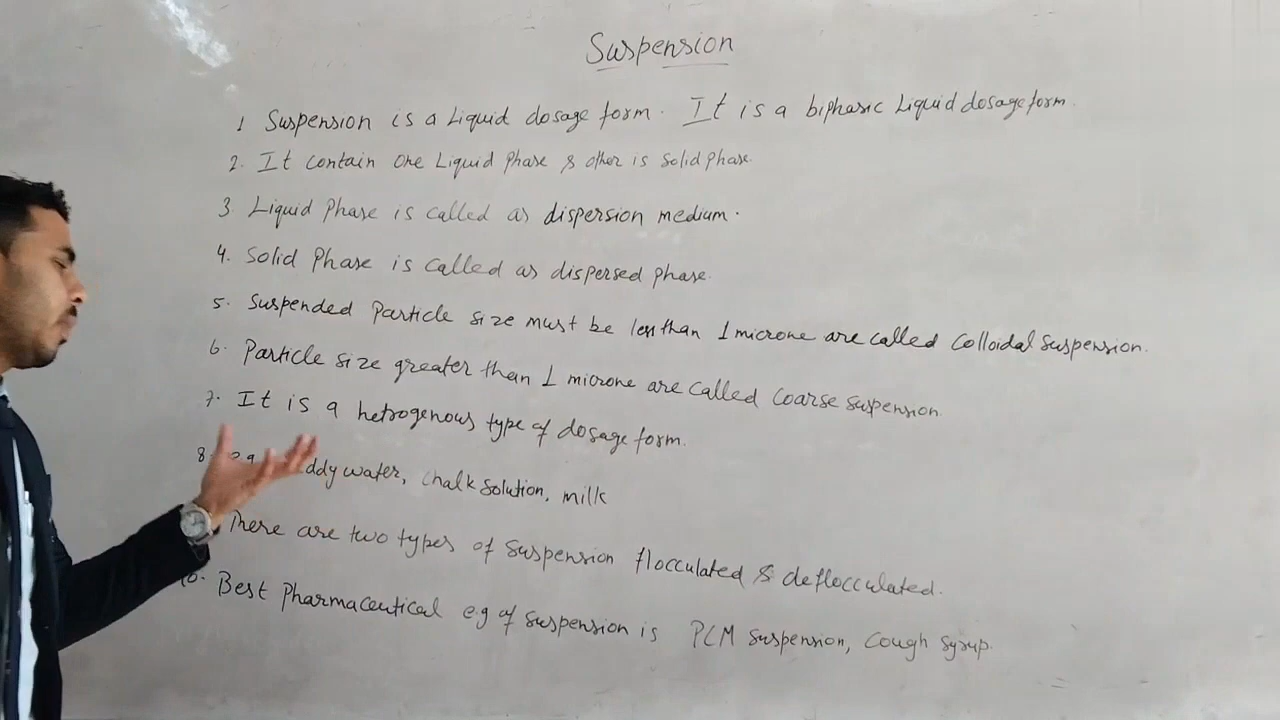 Suspension
1 Suspension is a Liquid dosage form. It is a biphasic Liquid dosage form.
2. It contain one Liquid Phase & other is Solid phase.
3 Liquid Phase is called as dispersion medium.
4. Solid Phase is called as dispersed phase.
5. Suspended Particle size must be less than 1 microne are called colloidal suspension.
6. Particle size greater than 1 microne are called coarse suspension.
7. It is a hetrogenous type of dosage form.
8. water, chalk solution, milk
There are two types of suspension flocculated & deflocculated.
Best Pharmaceutical e.g of suspension is PCM suspension, cough syrup.